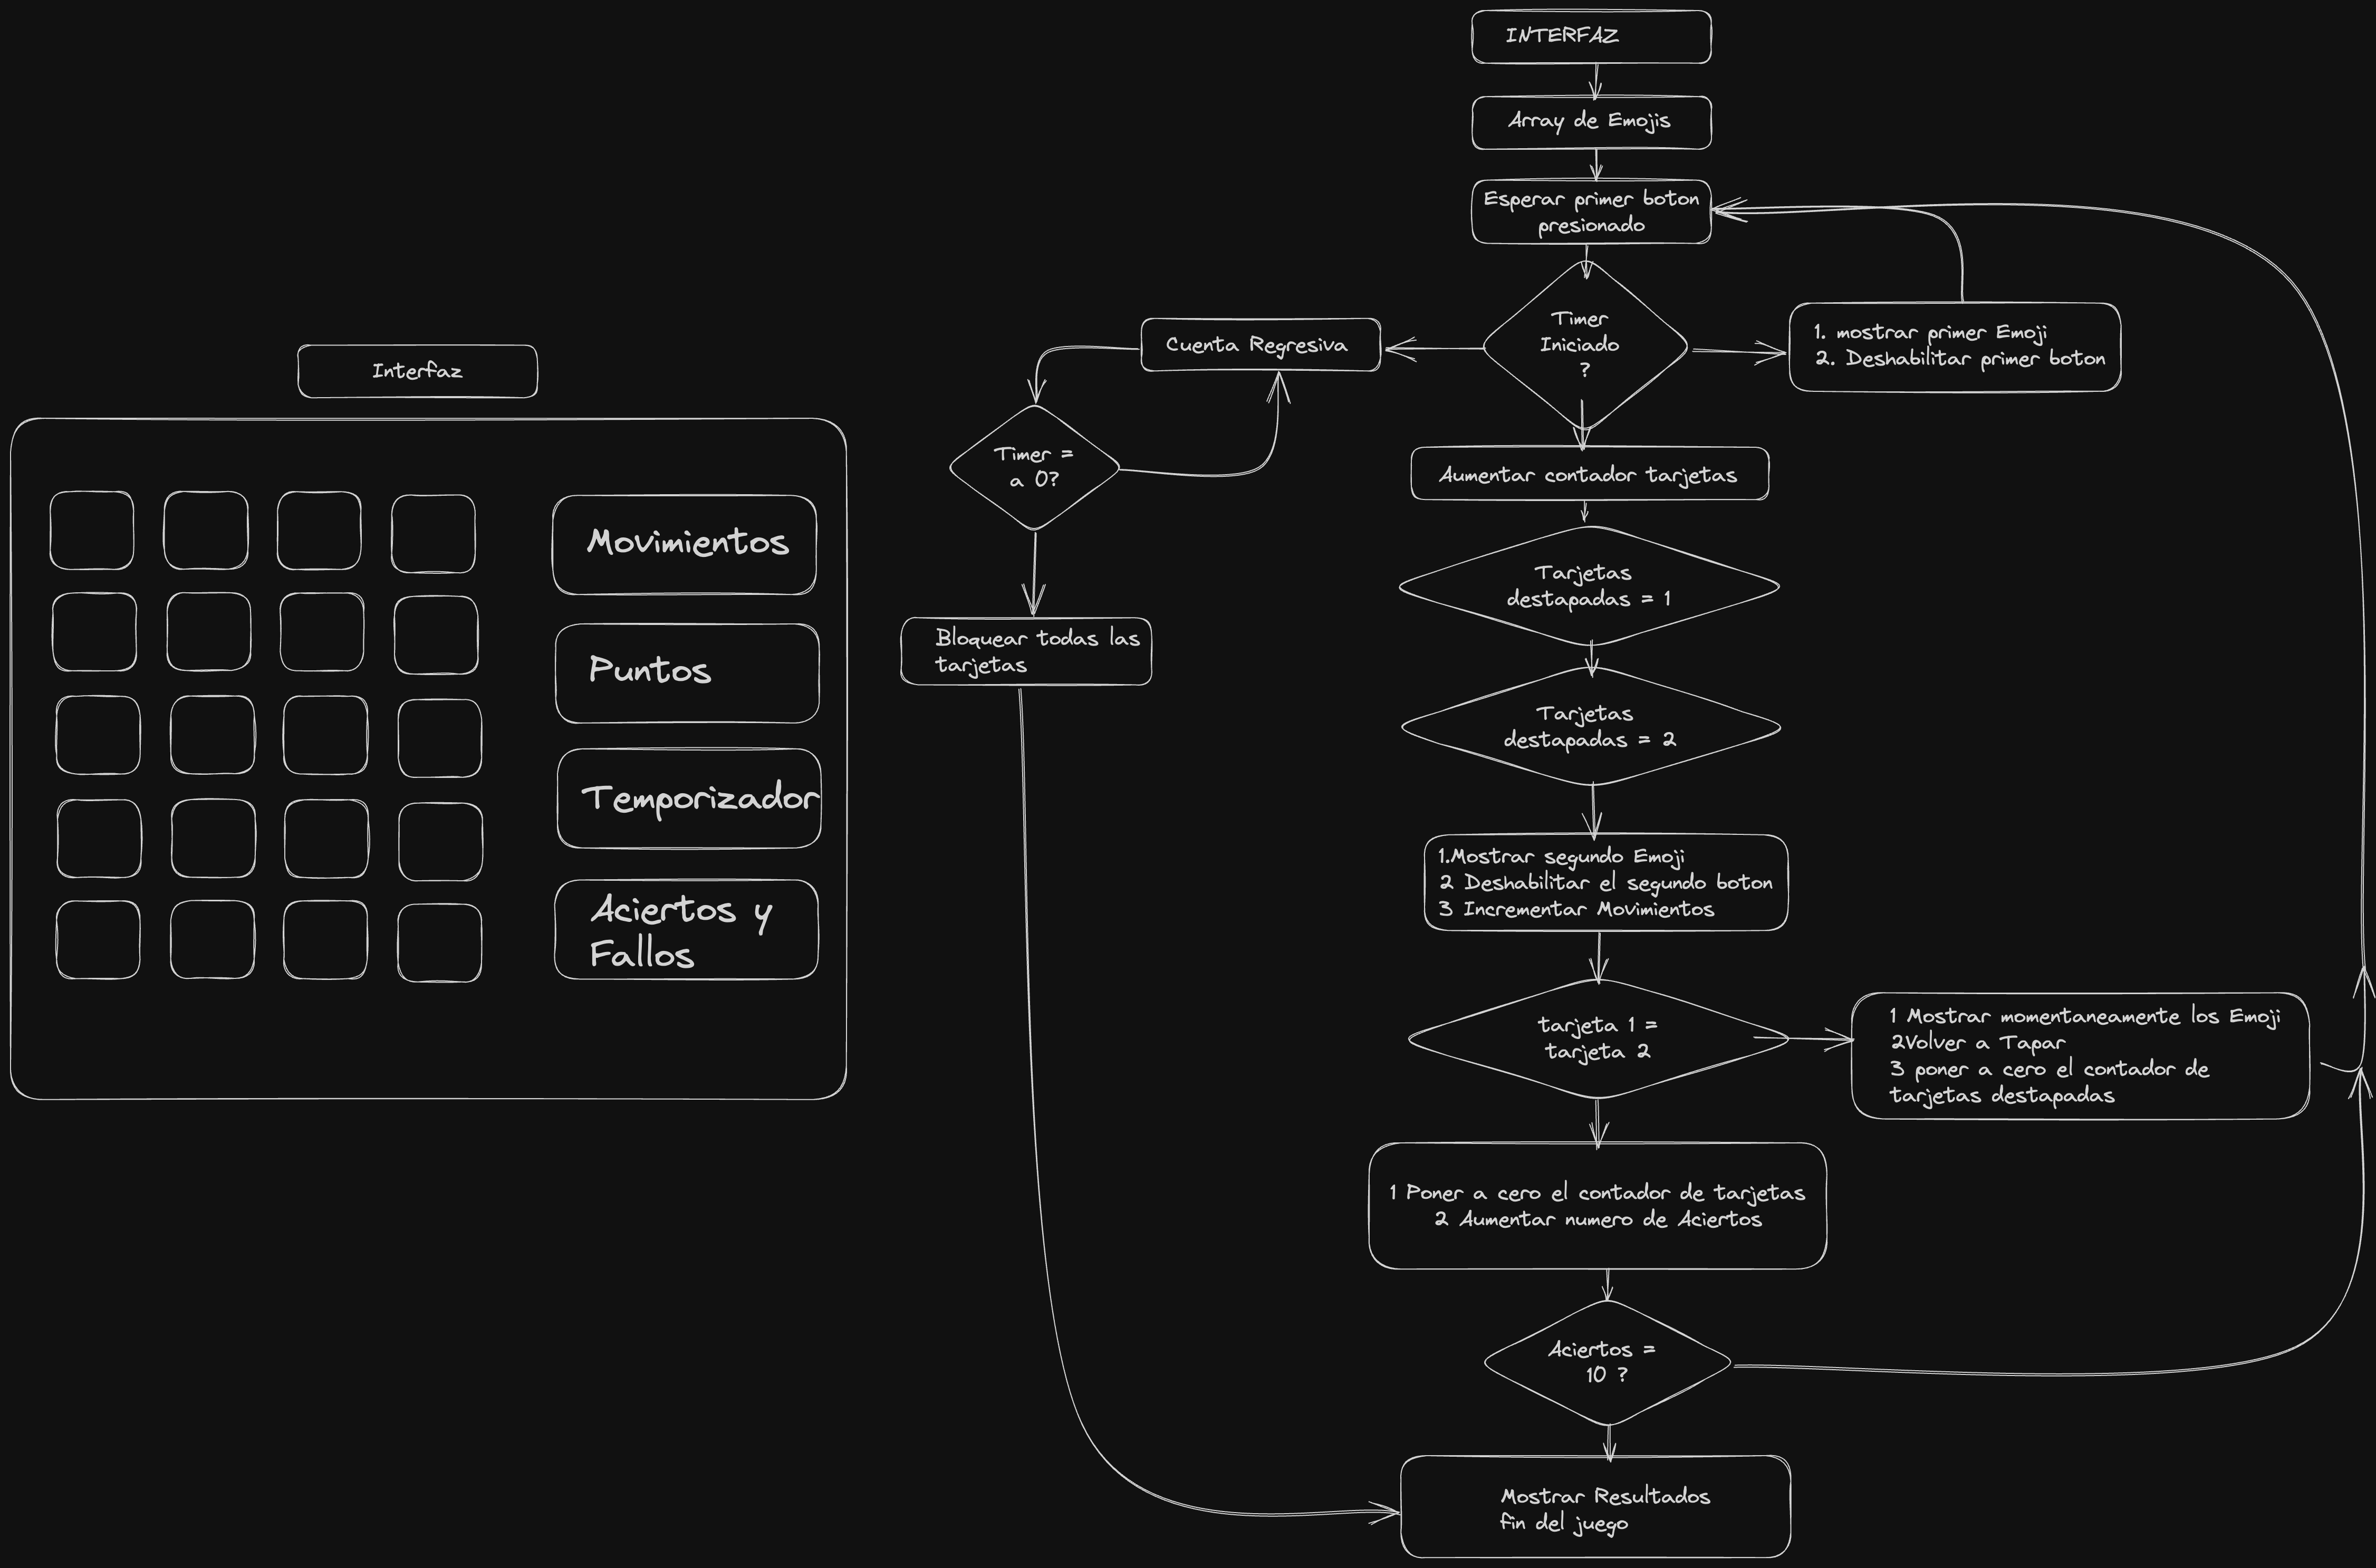 Interfaz
Movimientos
Puntos
Temporizador
Aciertos y
Fallos
INTERFAZ
Array de Emojis
Esperar primer boton
presionado
Timer
Iniciado
?
1. mostrar primer Emoji
2. Deshabilitar primer boton
Cuenta Regresiva
Timer =
a 0?
Bloquear todas las
tarjetas
Aumentar contador tarjetas
Tarjetas
destapadas = 1
Tarjetas
destapadas = 2
1.Mostrar segundo Emoji
2 Deshabilitar el segundo boton
3 Incrementar Movimientos
tarjeta 1 =
tarjeta 2
1 Mostrar momentaneamente los Emoji
2Volver a Tapar
3 poner a cero el contador de
tarjetas destapadas
1 Poner a cero el contador de tarjetas
2 Aumentar numero de Aciertos
Aciertos =
10 ?
Mostrar Resultados
fin del juego